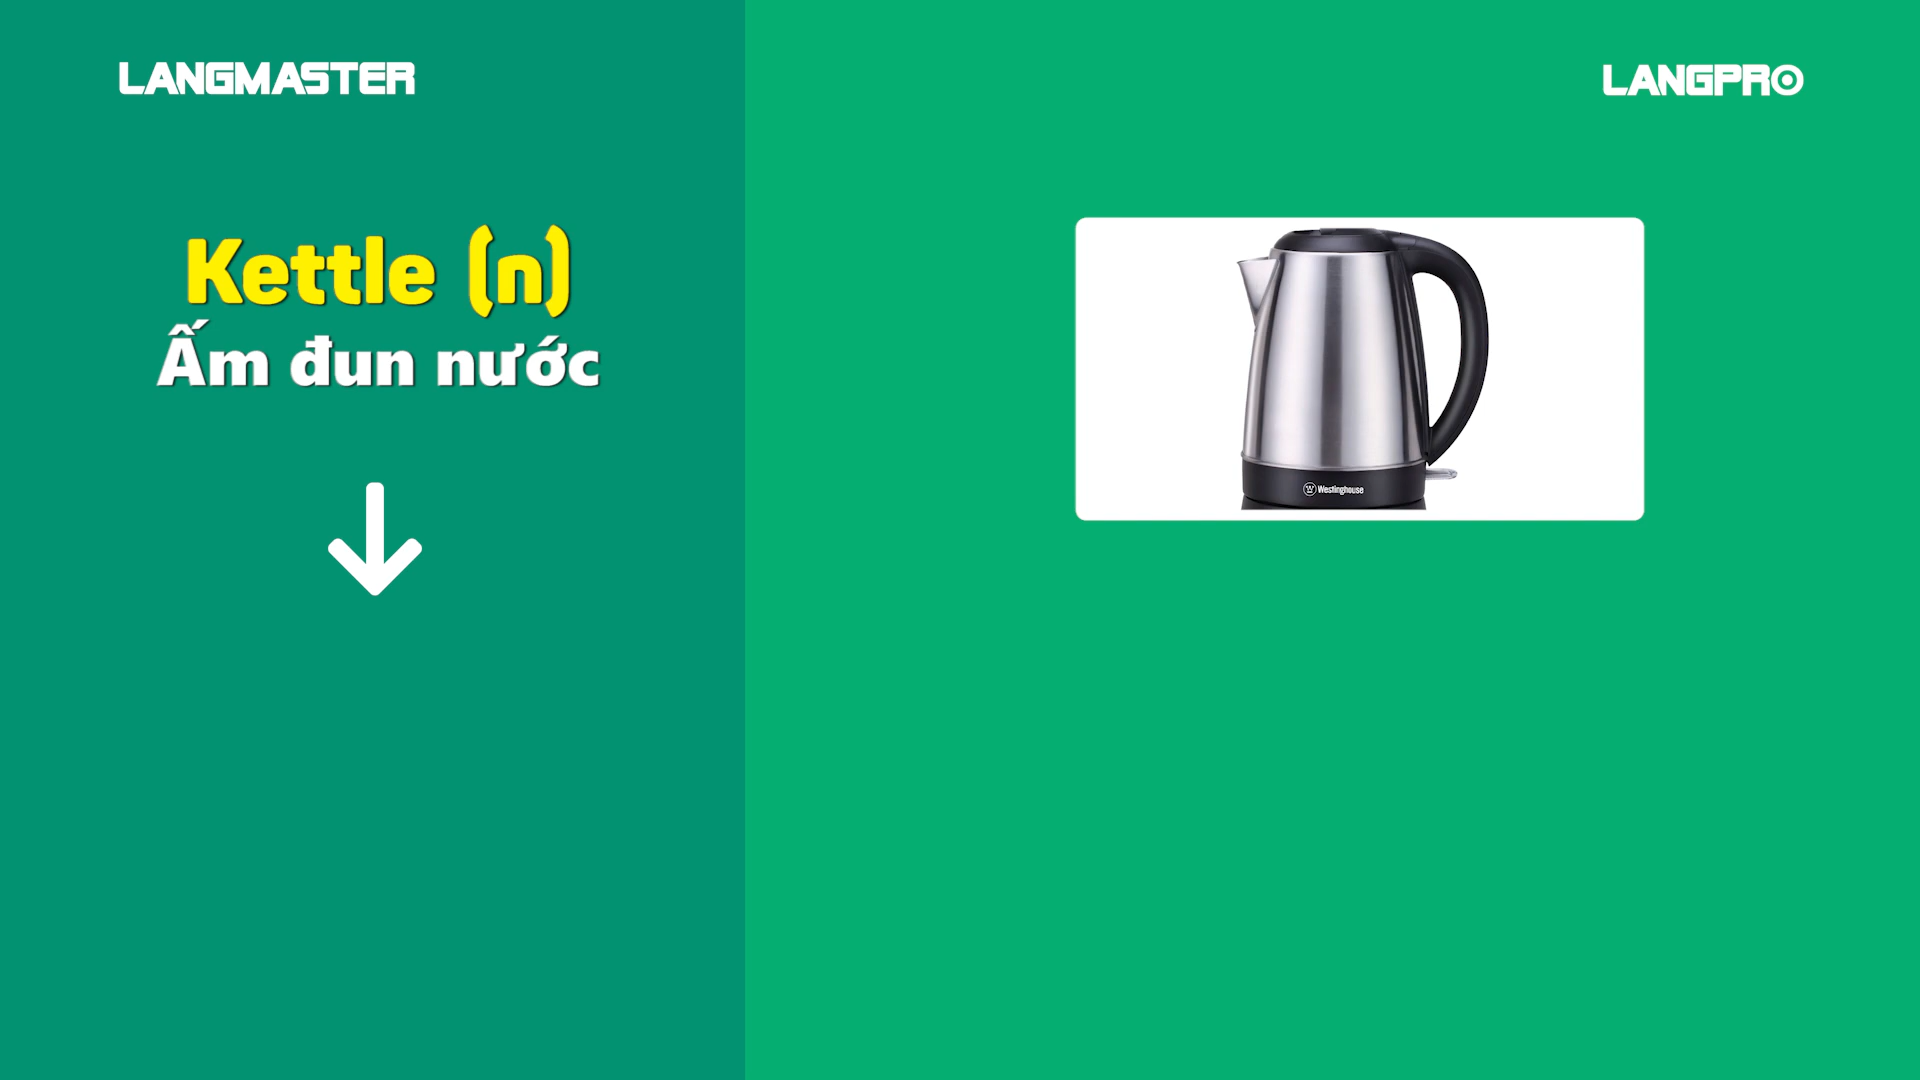 LANGMASTER
LANGPRO
Kettle (n)
Ấm đun nước
Westinghouse